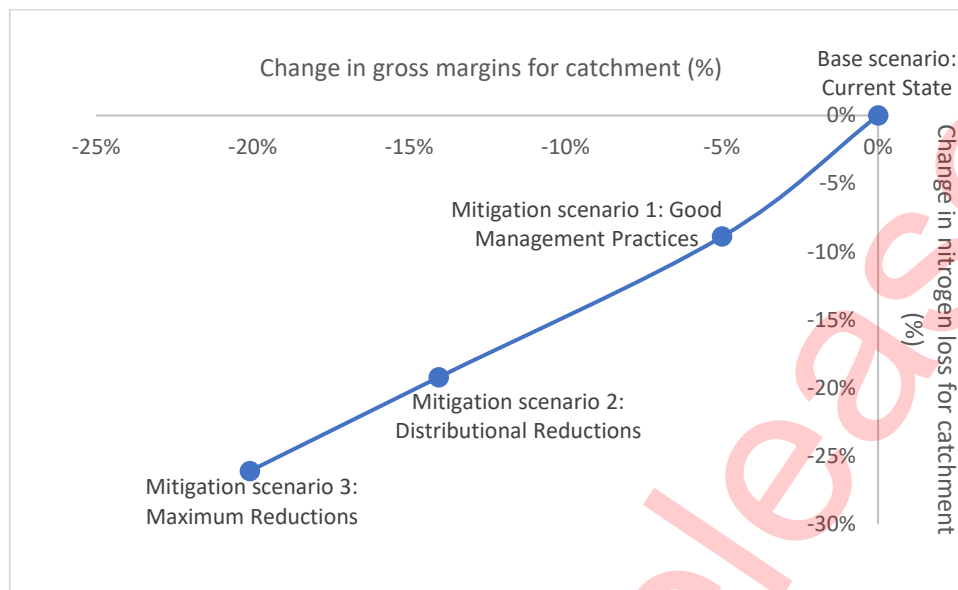 Change in gross margins for catchment (%)
Base scenario:
Current State
-25%
-20%
-15%
-10%
-5%
0%
0%
-5%
-10%
-15%
-20%
-25%
-30%
Change in nitrogen loss for catchment
(%)
Mitigation scenario 1: Good
Management Practices
Mitigation scenario 2:
Distributional Reductions
Mitigation scenario 3:
Maximum Reductions